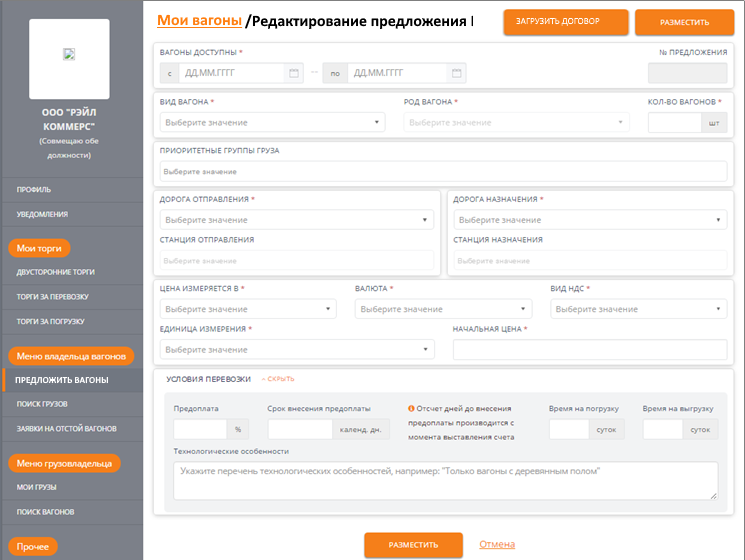 ООО "РЭЙЛ
КОММЕРС"
(Совмещаю обе
должности)
ПРОФИЛЬ
УВЕДОМЛЕНИЯ
Мои торги
ДВУСТОРОННИЕ ТОРГИ
ТОРГИ ЗА ПЕРЕВОЗКУ
ТОРГИ ЗА ПОГРУЗКУ
Меню владельца вагонов
ПРЕДЛОЖИТЬ ВАГОНЫ
ПОИСК ГРУЗОВ
ЗАЯВКИ НА ОТСТОЙ ВАГОНОВ
Меню грузовладельца
МОИ ГРУЗЫ
ПОИСК ВАГОНОВ
Прочее
Мои вагоны /Редактирование предложения |
ЗАГРУЗИТЬ ДОГОВОР
РАЗМЕСТИТЬ
ВАГОНЫ ДОСТУПНЫ * № ПРЕДЛОЖЕНИЯ
с ДД.ММ.ГГГГ — по ДД.ММ.ГГГГ
ВИД ВАГОНА * РОД ВАГОНА * КОЛ-ВО ВАГОНОВ *
Выберите значение Выберите значение шт
ПРИОРИТЕТНЫЕ ГРУППЫ ГРУЗА
Выберите значение
ДОРОГА ОТПРАВЛЕНИЯ * ДОРОГА НАЗНАЧЕНИЯ *
Выберите значение Выберите значение
СТАНЦИЯ ОТПРАВЛЕНИЯ СТАНЦИЯ НАЗНАЧЕНИЯ
Выберите значение Выберите значение
ЦЕНА ИЗМЕРЯЕТСЯ В * ВАЛЮТА * ВИД НДС *
Выберите значение Выберите значение Выберите значение
ЕДИНИЦА ИЗМЕРЕНИЯ * НАЧАЛЬНАЯ ЦЕНА *
Выберите значение
УСЛОВИЯ ПЕРЕВОЗКИ - СКРЫТЬ
Предоплата Срок внесения предоплаты Отсчет дней до внесения Время на погрузку Время на выгрузку
% календ. дн. предоплаты производится с суток суток
момента выставления счета
Технологические особенности
Укажите перечень технологических особенностей, например: "Только вагоны с деревянным полом"
РАЗМЕСТИТЬ Отмена